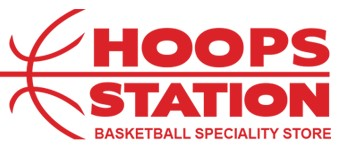 HOOPS
STATION
BASKETBALL SPECIALITY STORE